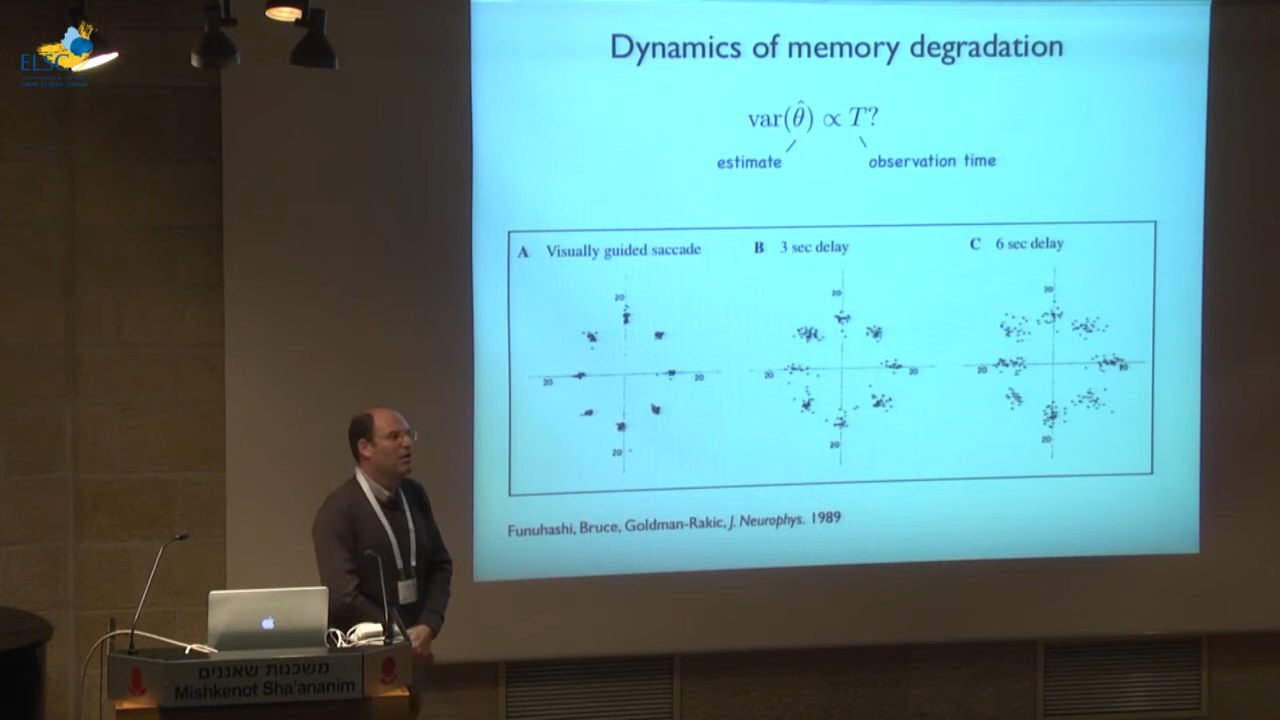 ELSC
Dynamics of memory degradation
var(θ̂) ∝ T?
estimate
observation time
A Visually guided saccade
B 3 sec delay
C 6 sec delay
20
20
20
20
20
20
20
20
20
20
20
20
Funuhashi, Bruce, Goldman-Rakic, J. Neurophys. 1989
משכנות שאננים
Mishkenot Sha'ananim